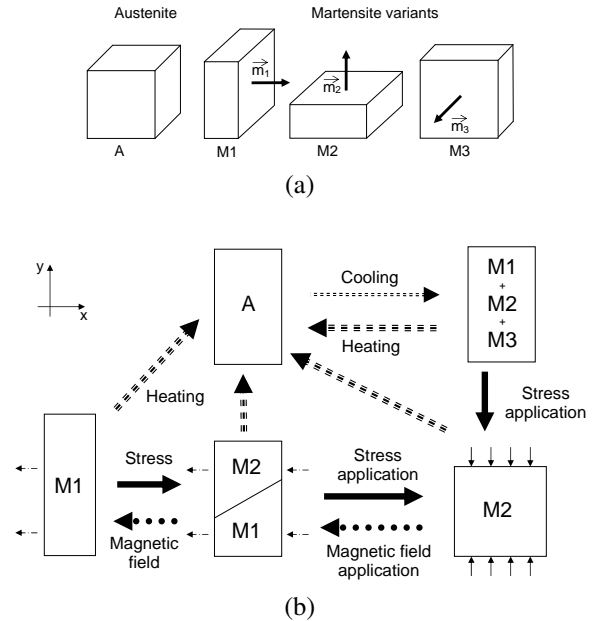 Austenite
Martensite variants
m1
m2
m3
A
M1
M2
M3
(a)
y
x
A
Cooling
Heating
M1
+
M2
+
M3
Heating
Stress
application
M1
Stress
Magnetic
field
M2
M1
Stress
application
Magnetic field
application
M2
(b)